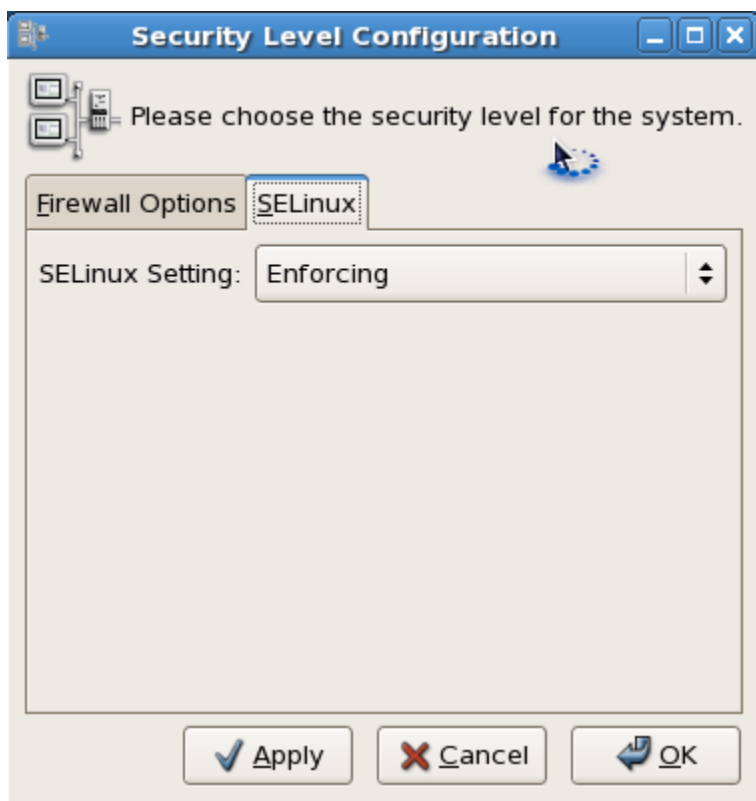 Security Level Configuration
Please choose the security level for the system.
Firewall Options SELinux
SELinux Setting: Enforcing
Apply Cancel OK